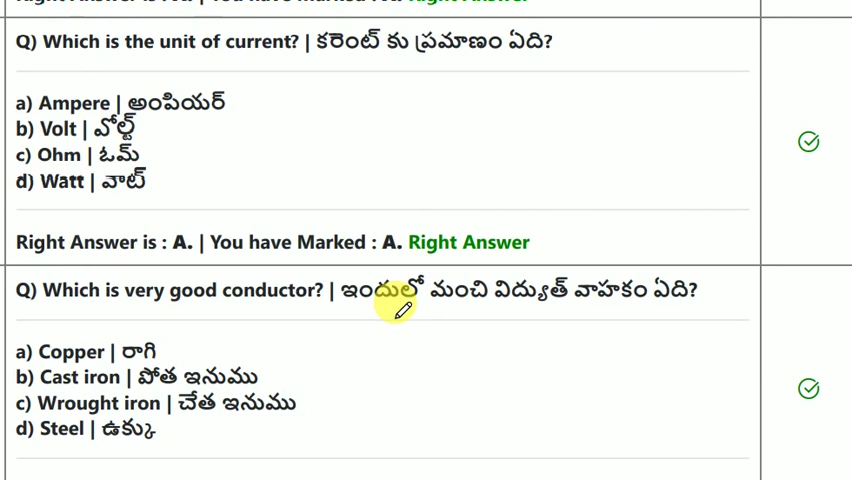 Q) Which is the unit of current? | కరెంట్ కు ప్రమాణం ఏది?
a) Ampere | అంపియర్
b) Volt | వోల్ట్
c) Ohm | ఓమ్
d) Watt | వాట్
Right Answer is : A. | You have Marked : A. Right Answer
Q) Which is very good conductor? | ఇందులో మంచి విద్యుత్ వాహకం ఏది?
a) Copper | రాగి
b) Cast iron | పోత ఇనుము
c) Wrought iron | చేత ఇనుము
d) Steel | ఉక్కు